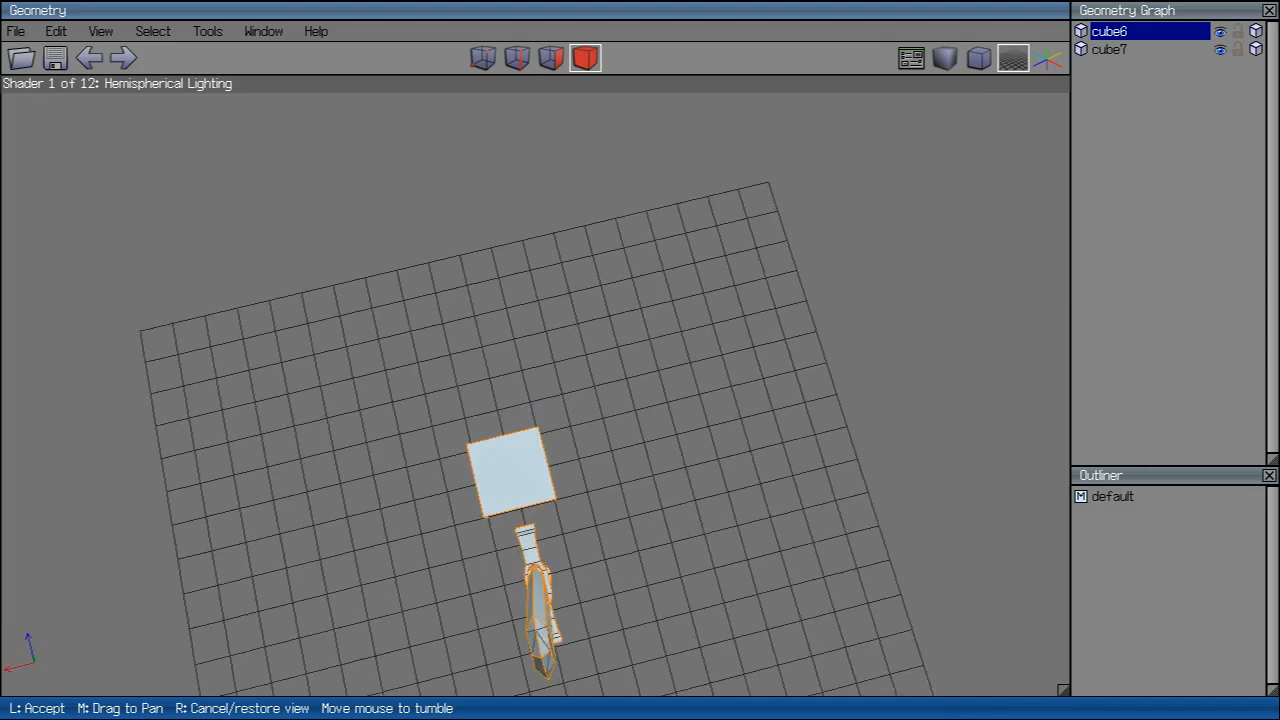 Geometry
File Edit View Select Tools Window Help
Shader 1 of 12: Hemispherical Lighting
Geometry Graph
cube6
cube7
Outliner
M default
L: Accept M: Drag to Pan R: Cancel/restore view Move mouse to tumble